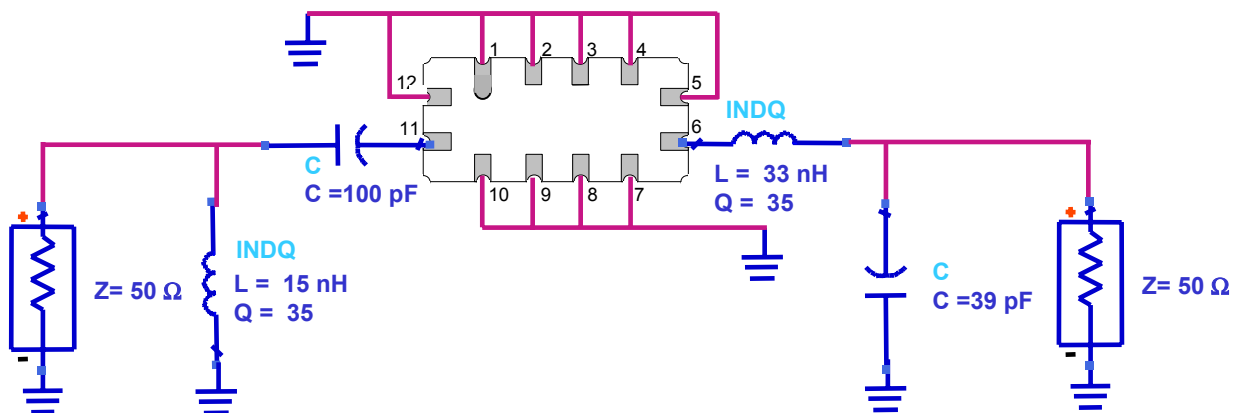 1
2
3
4
12
5
11
6
INDQ
L = 33 nH
Q = 35
C
C =100 pF
10
9
8
7
+
INDQ
L = 15 nH
Q = 35
Z= 50 Ω
-
C
C =39 pF
+
Z= 50 Ω
-